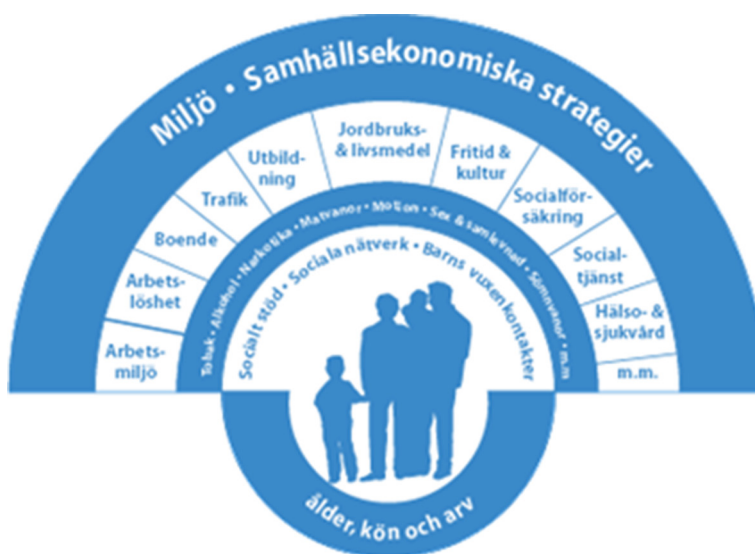 Miljö • Samhällsekonomiska strategier
Arbets-
miljö
Arbets-
löshet
Boende
Trafik
Utbild-
ning
Jordbruks-
& livsmedel
Fritid &
kultur
Socialför-
säkring
Social-
tjänst
Hälso- &
sjukvård
m.m.
Tobak • Alkohol • Narkotika • Matvanor • Motion • Sex & samlevnad • Sömnvanor • m.m
Socialt stöd • Sociala nätverk • Barns vuxenkontakter
ålder, kön och arv